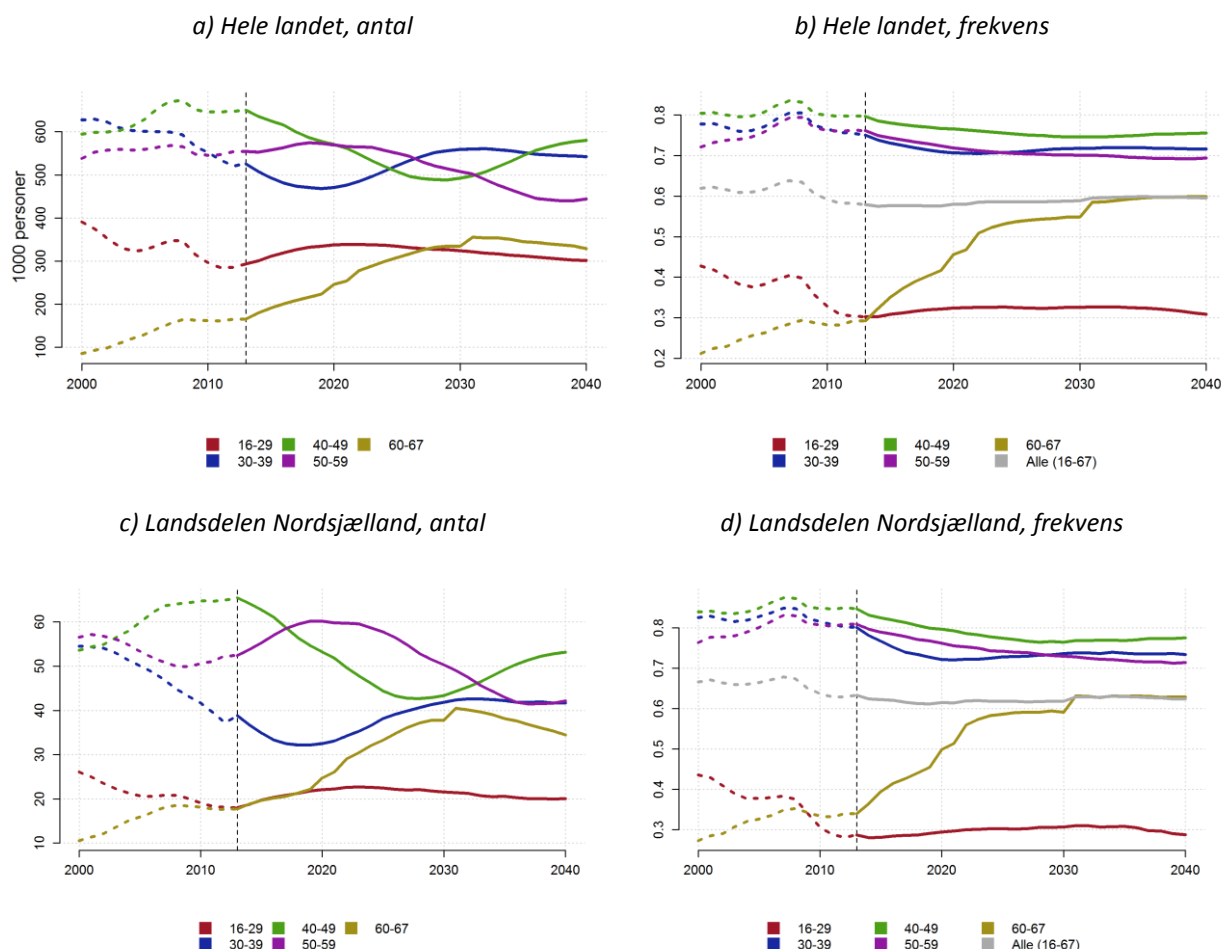 a) Hele landet, antal
b) Hele landet, frekvens
1000 personer
600
500
400
300
200
100
2000 2010 2020 2030 2040
0.8
0.7
0.6
0.5
0.4
0.3
0.2
2000 2010 2020 2030 2040
16-29 40-49 60-67
30-39 50-59
16-29 40-49 60-67
30-39 50-59 Alle (16-67)
c) Landsdelen Nordsjælland, antal
d) Landsdelen Nordsjælland, frekvens
60
50
40
30
20
10
2000 2010 2020 2030 2040
0.8
0.7
0.6
0.5
0.4
0.3
2000 2010 2020 2030 2040
16-29 40-49 60-67
30-39 50-59
16-29 40-49 60-67
30-39 50-59 Alle (16-67)